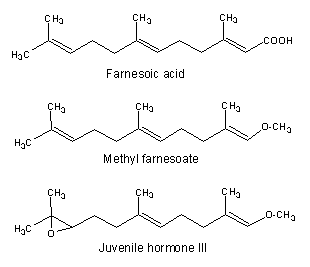 CH₃ CH₃ CH₃
COOH
H₃C
Farnesoic acid
CH₃ CH₃ CH₃
O-CH₃
H₃C
Methyl farnesoate
CH₃ CH₃ CH₃
O-CH₃
H₃C
O
Juvenile hormone III